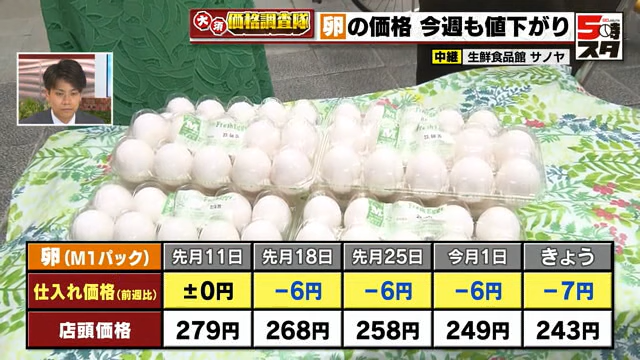 大須 価格調査隊
卵の価格 今週も値下がり
5時スタ
中継 生鮮食品館 サノヤ
卵(M1パック) 先月11日 先月18日 先月25日 今月1日 きょう
仕入れ価格(前週比) ±0円 -6円 -6円 -6円 -7円
店頭価格 279円 268円 258円 249円 243円